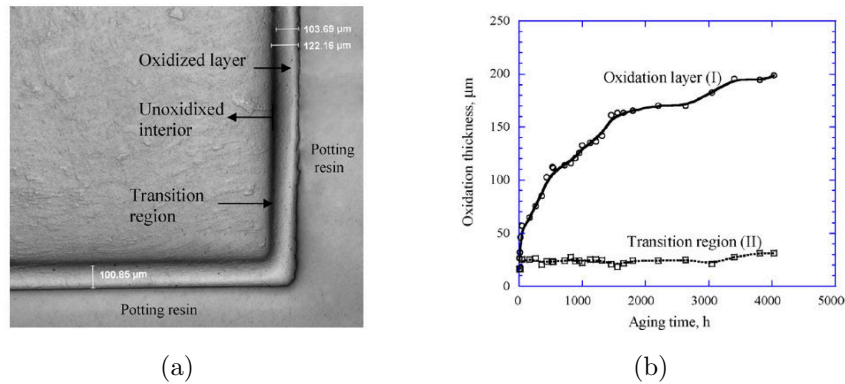 103.69 µm
122.16 µm
Oxidized layer
Unoxidixed
interior
Potting
resin
Transition
region
100.85 µm
Potting resin
(a)
Oxidation thickness, µm
250
200
150
100
50
0
Oxidation layer (I)
Transition region (II)
0
1000
2000
3000
4000
5000
Aging time, h
(b)